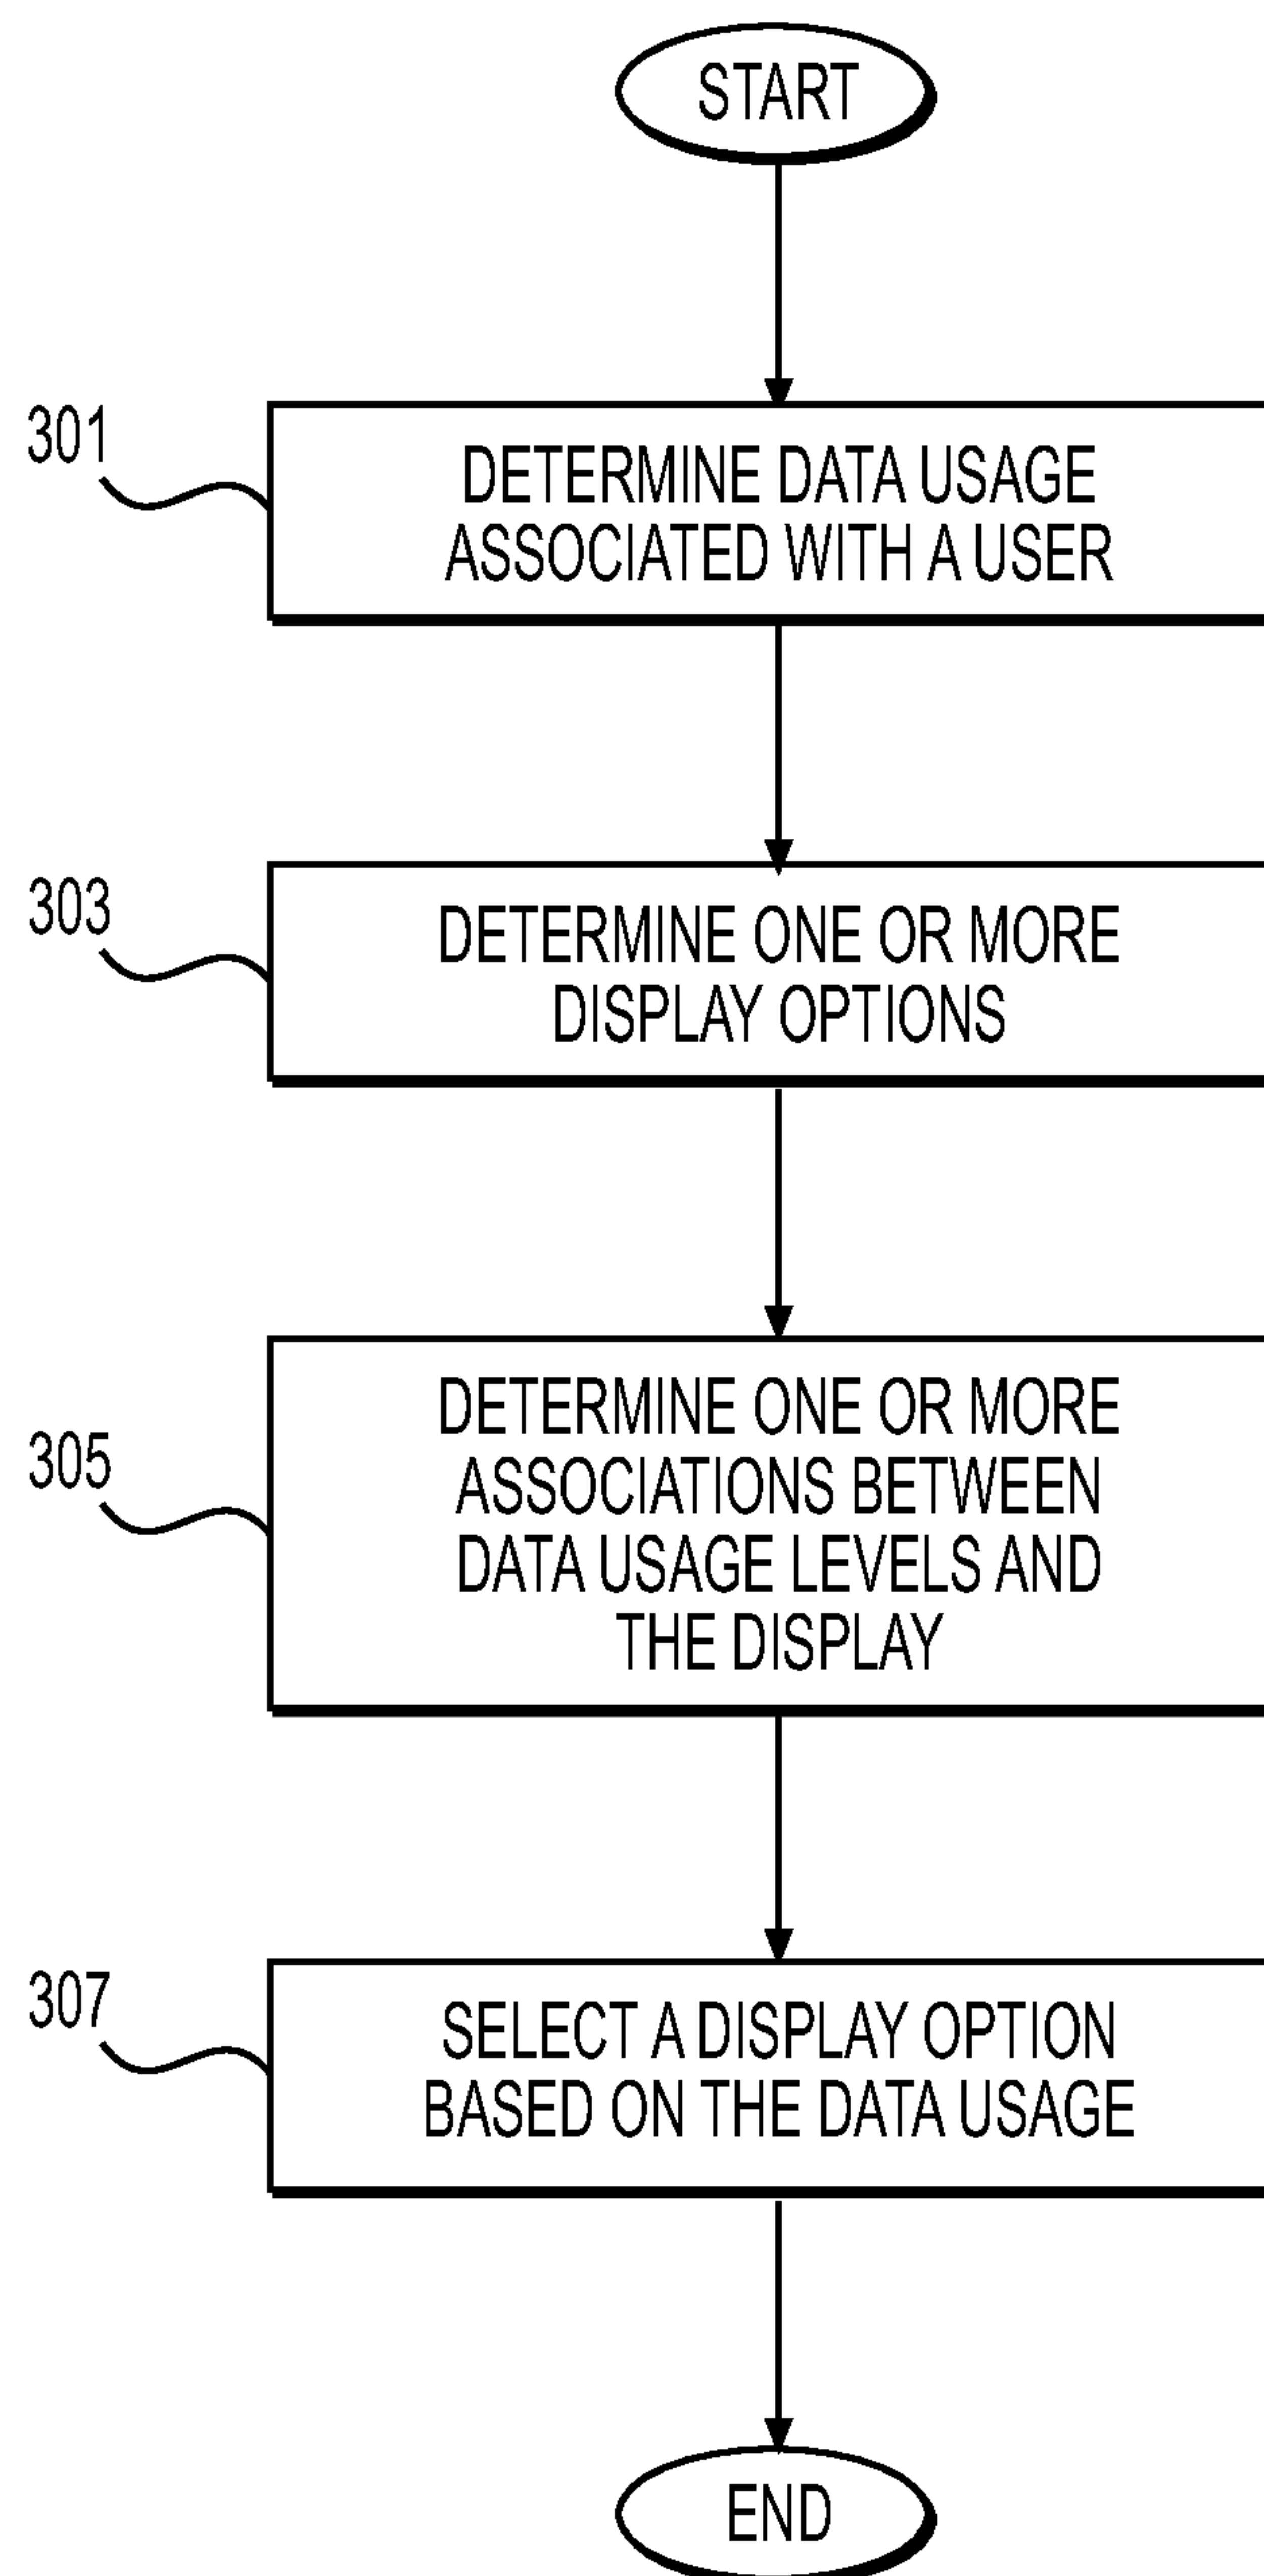 START
301
DETERMINE DATA USAGE
ASSOCIATED WITH A USER
303
DETERMINE ONE OR MORE
DISPLAY OPTIONS
305
DETERMINE ONE OR MORE
ASSOCIATIONS BETWEEN
DATA USAGE LEVELS AND
THE DISPLAY
307
SELECT A DISPLAY OPTION
BASED ON THE DATA USAGE
END